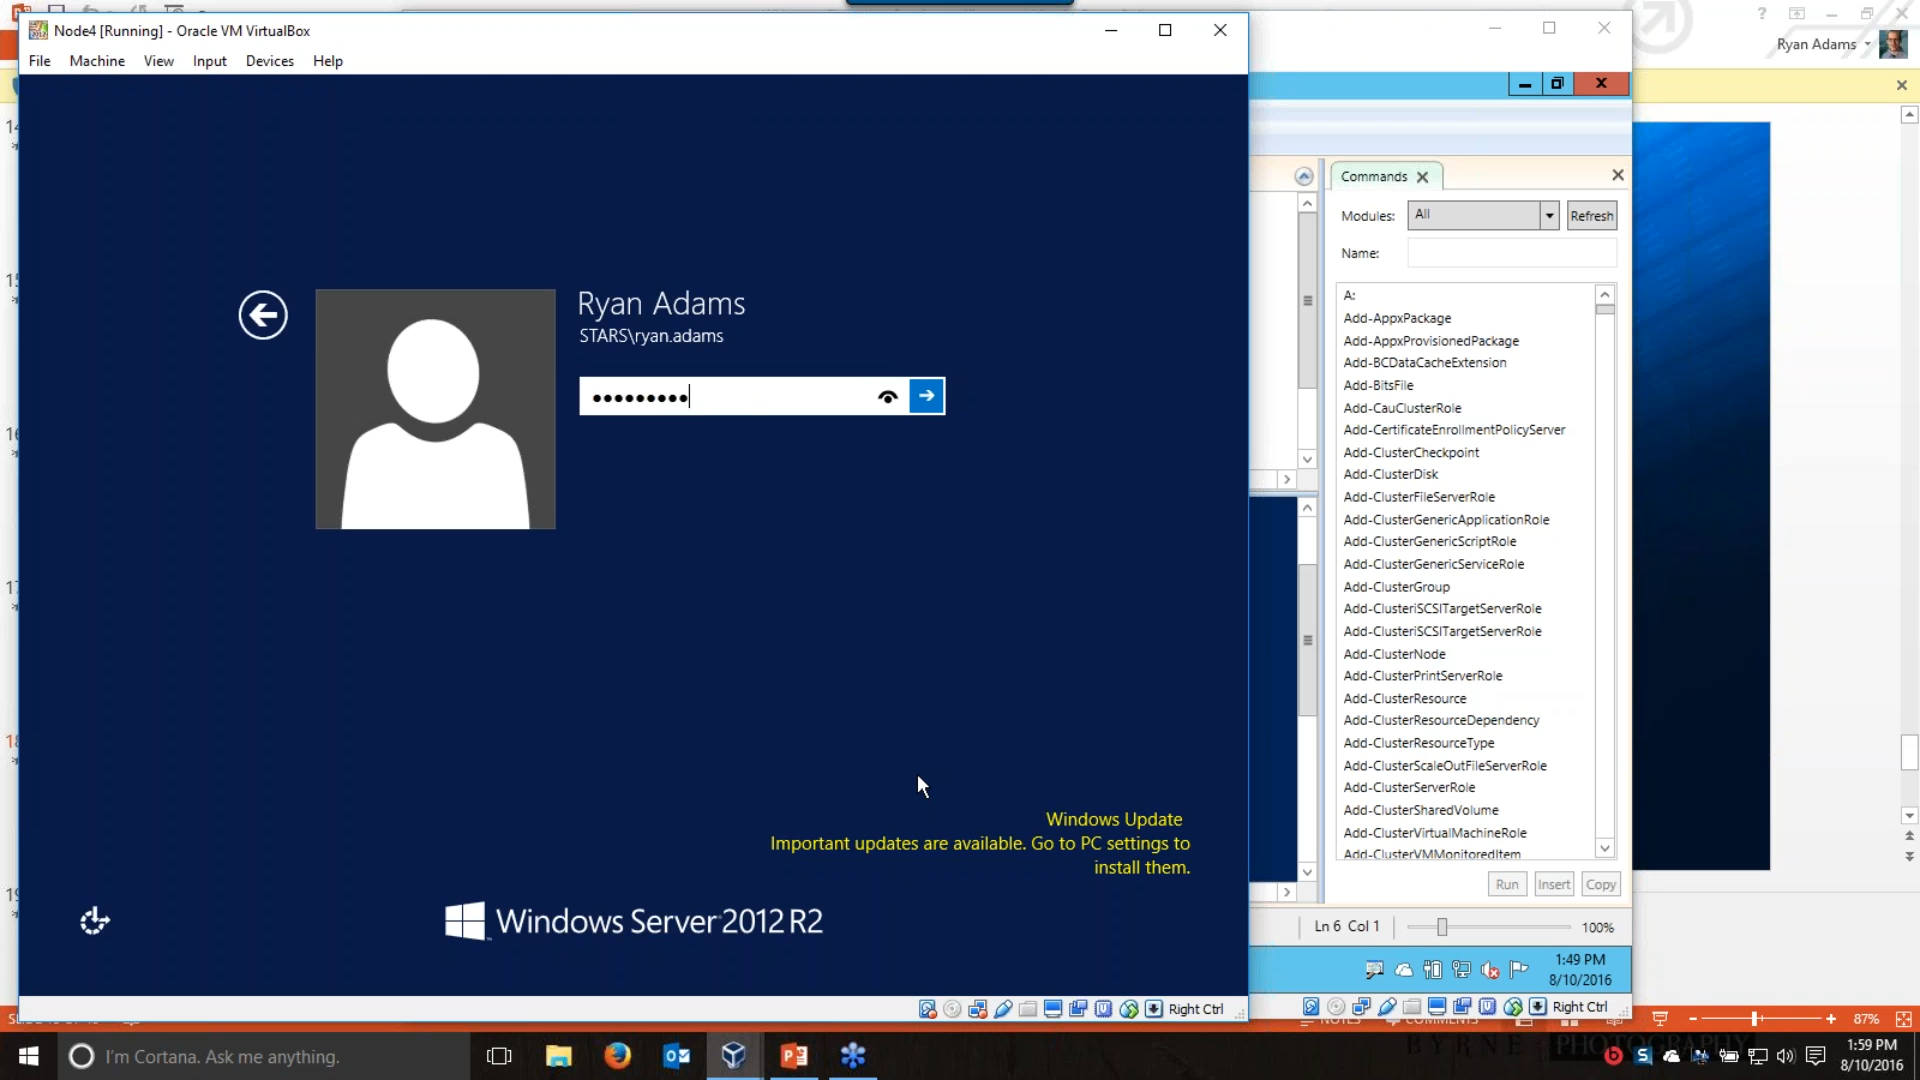 Node4 [Running] - Oracle VM VirtualBox
File Machine View Input Devices Help
Ryan Adams
STARS\ryan.adams
Windows Update
Important updates are available. Go to PC settings to
install them.
Windows Server 2012 R2
Right Ctrl
Ryan Adams
Commands
Modules: All Refresh
Name:
A:
Add-AppxPackage
Add-AppxProvisionedPackage
Add-BCDataCacheExtension
Add-BitsFile
Add-CauClusterRole
Add-CertificateEnrollmentPolicyServer
Add-ClusterCheckpoint
Add-ClusterDisk
Add-ClusterFileServerRole
Add-ClusterGenericApplicationRole
Add-ClusterGenericScriptRole
Add-ClusterGenericServiceRole
Add-ClusterGroup
Add-ClusteriSCSITargetServerRole
Add-ClusteriSCSITargetServerRole
Add-ClusterNode
Add-ClusterPrintServerRole
Add-ClusterResource
Add-ClusterResourceDependency
Add-ClusterResourceType
Add-ClusterScaleOutFileServerRole
Add-ClusterServerRole
Add-ClusterSharedVolume
Add-ClusterVirtualMachineRole
Add-ClusterVMMonitoredItem
Run Insert Copy
Ln 6 Col 1 100%
1:49 PM
8/10/2016
Right Ctrl
NOTES COMMENTS 87%
PHOTOGRAPHY
I'm Cortana. Ask me anything.
1:59 PM
8/10/2016